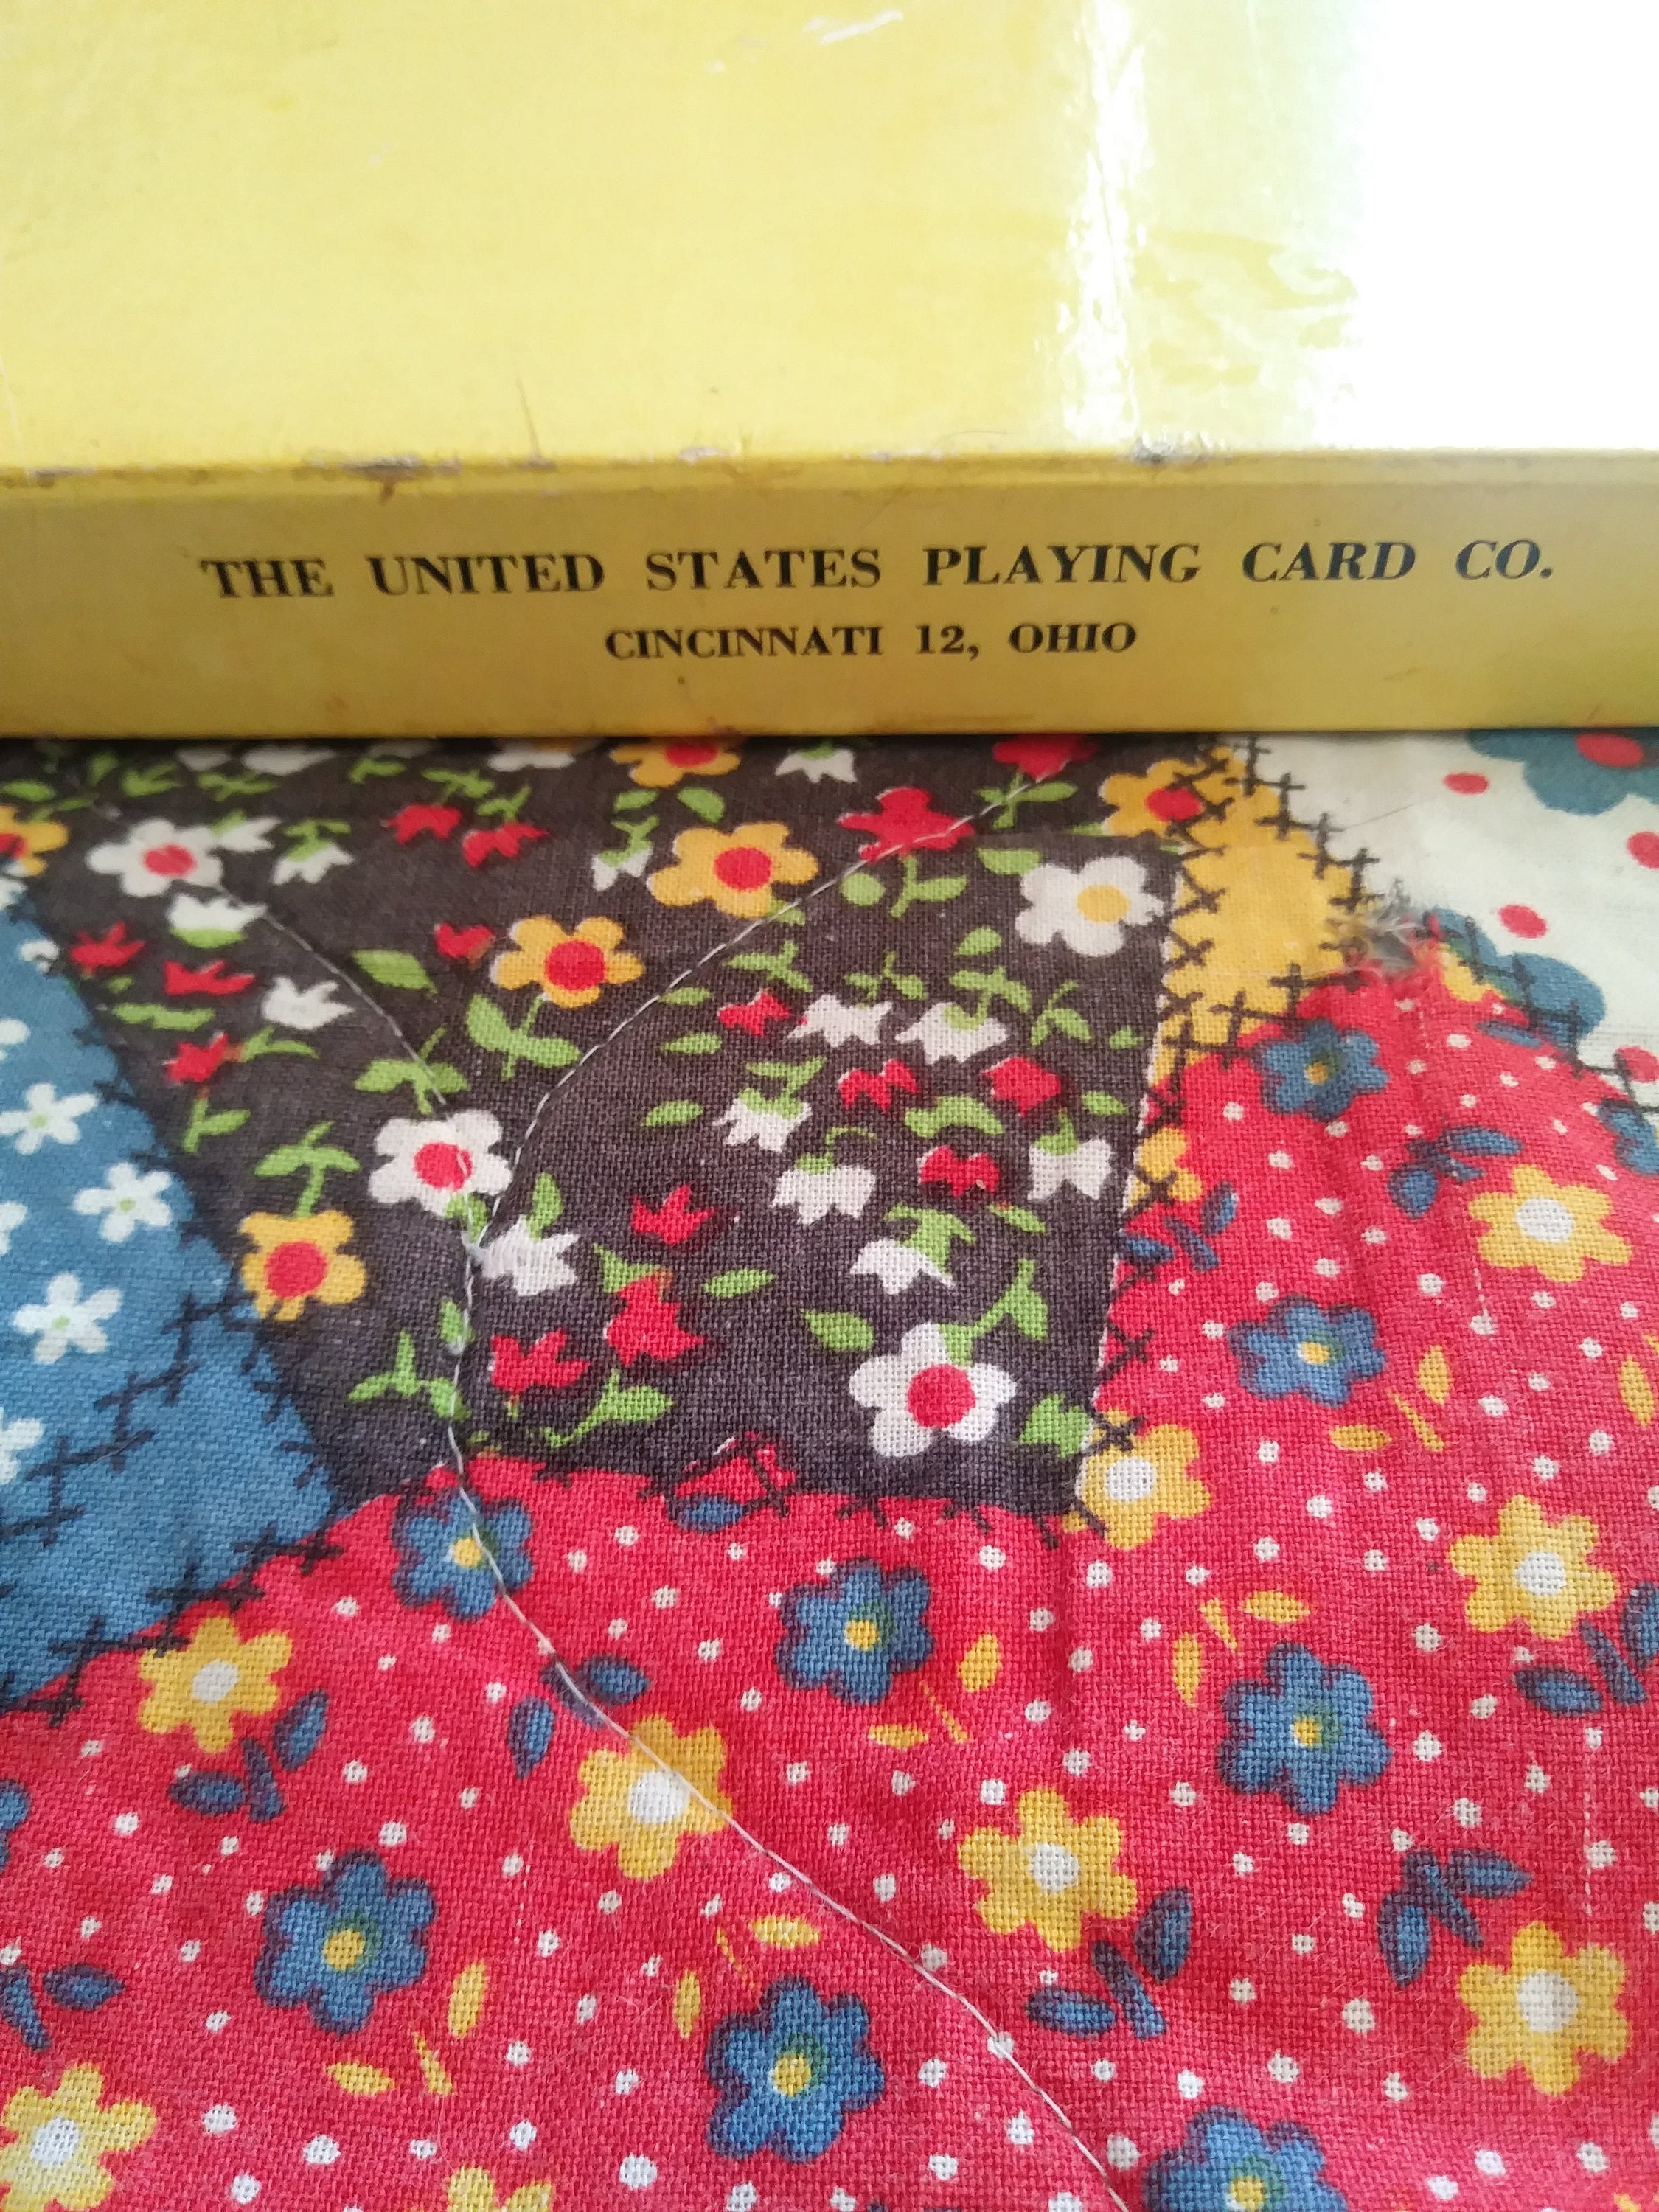 THE UNITED STATES PLAYING CARD CO.
CINCINNATI 12, OHIO